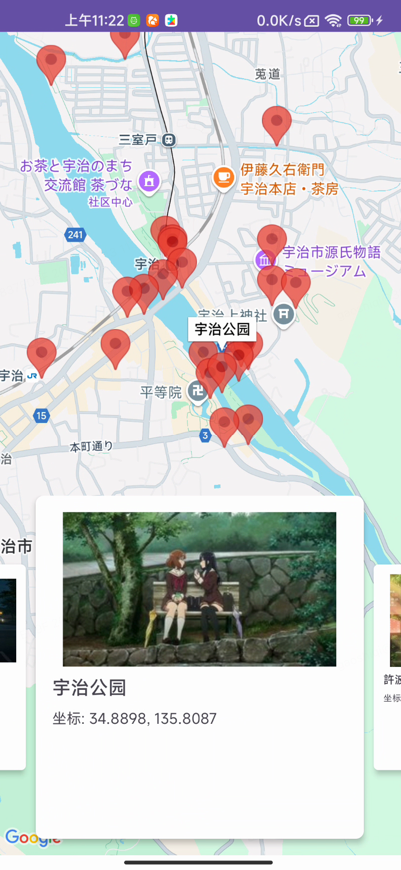 上午11:22
0.0K/s
99
菟道
三室戸
お茶と宇治のまち
交流館 茶づな
社区中心
伊藤久右衛門
宇治本店・茶房
241
宇治
宇治市源氏物語
ミュージアム
宇治上神社
宇治公园
宇治
JR
平等院
15
3
本町通り
治
治市
宇治公园
坐标: 34.8898, 135.8087
許波
坐标
Google